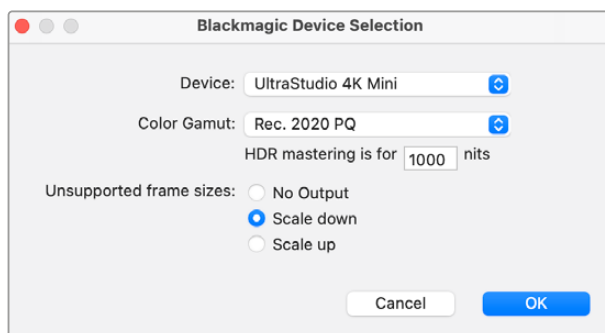 Blackmagic Device Selection
Device: UltraStudio 4K Mini
Color Gamut: Rec. 2020 PQ
HDR mastering is for 1000 nits
Unsupported frame sizes: No Output
Scale down
Scale up
Cancel OK